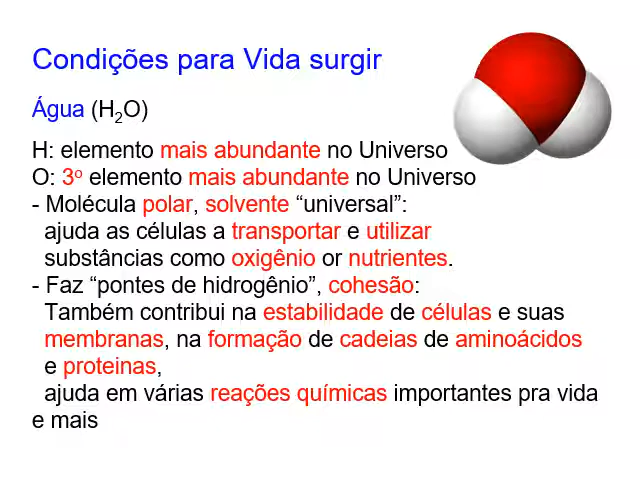 Condições para Vida surgir
Água (H₂O)
H: elemento mais abundante no Universo
O: 3º elemento mais abundante no Universo
- Molécula polar, solvente “universal”:
ajuda as células a transportar e utilizar
substâncias como oxigênio or nutrientes.
- Faz “pontes de hidrogênio”, cohesão:
Também contribui na estabilidade de células e suas
membranas, na formação de cadeias de aminoácidos
e proteinas,
ajuda em várias reações químicas importantes pra vida
e mais